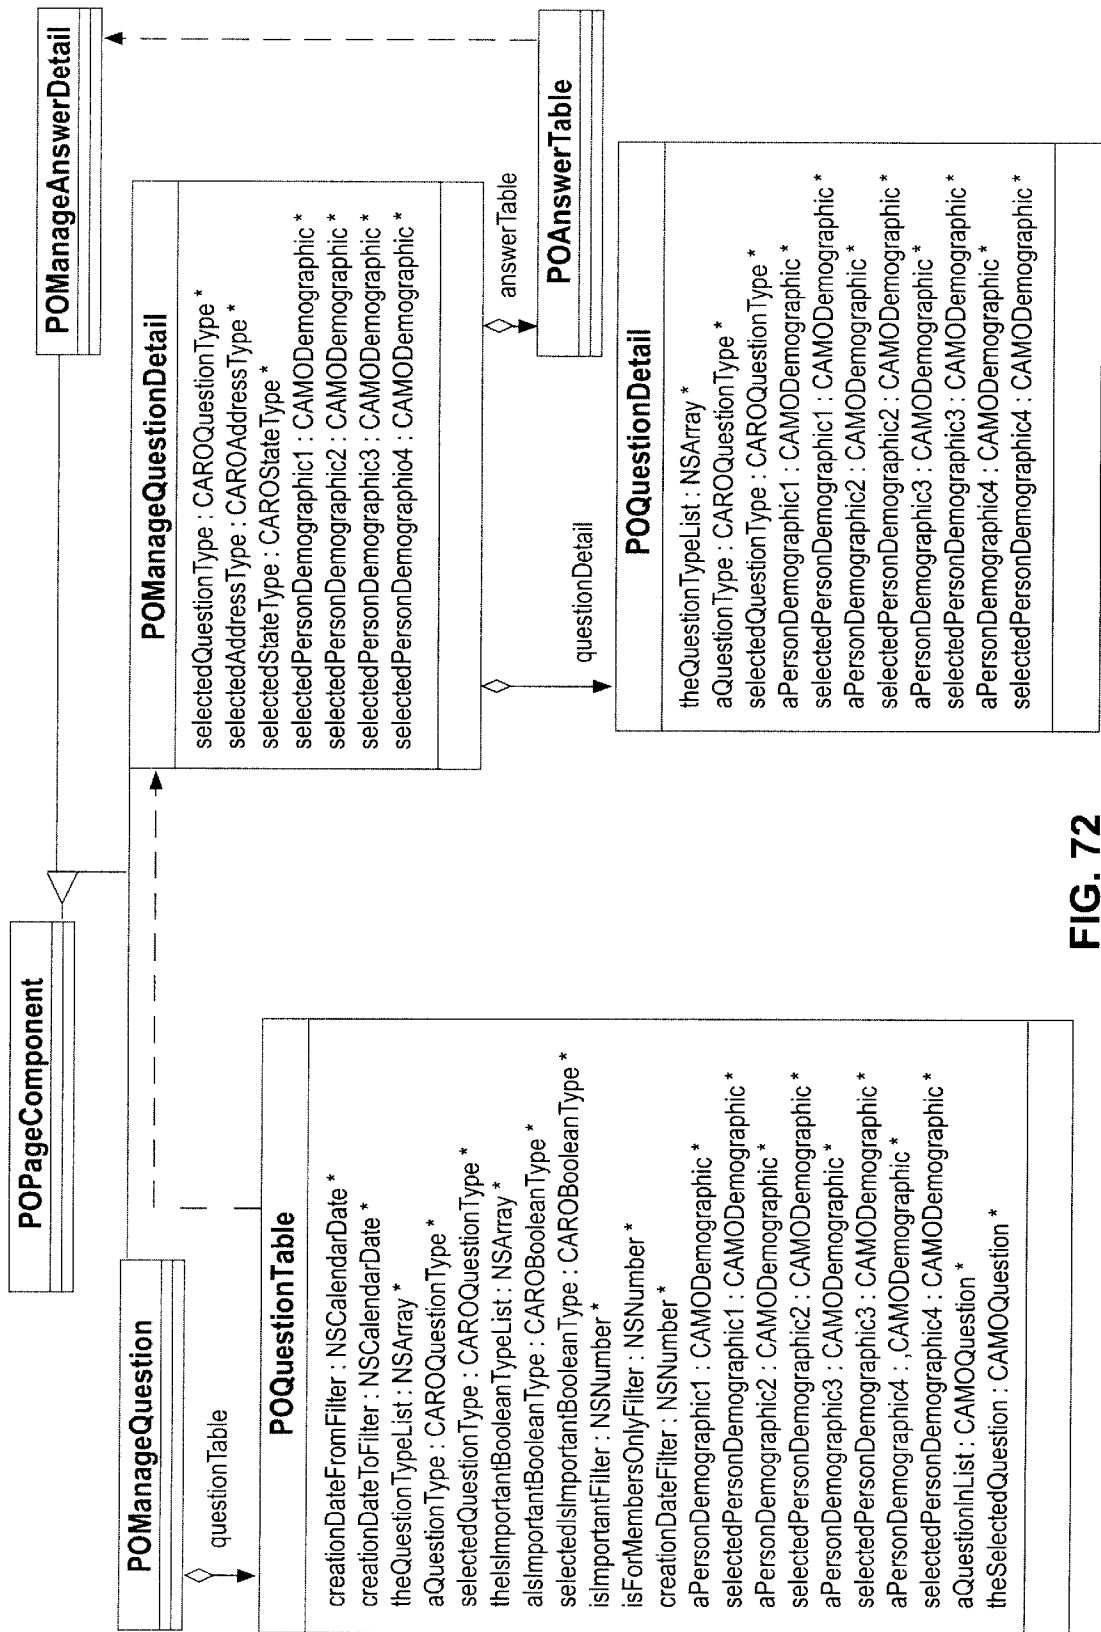 POPageComponent
POManageAnswerDetail
POManageQuestion
questionTable
POQuestionTable
creationDateFromFilter : NSCalendarDate *
creationDateToFilter : NSCalendarDate *
theQuestionTypeList : NSArray *
aQuestionType : CAROQuestionType *
selectedQuestionType : CAROQuestionType *
theIsImportantBooleanTypeList : NSArray *
aIsImportantBooleanType : CAROBooleanType *
selectedIsImportantBooleanType : CAROBooleanType *
isImportantFilter : NSNumber *
isForMembersOnlyFilter : NSNumber *
creationDateFilter : NSNumber *
aPersonDemographic1 : CAMODemographic *
selectedPersonDemographic1 : CAMODemographic *
aPersonDemographic2 : CAMODemographic *
selectedPersonDemographic2 : CAMODemographic *
aPersonDemographic3 : CAMODemographic *
selectedPersonDemographic3 : CAMODemographic *
aPersonDemographic4 : ,CAMODemographic *
selectedPersonDemographic4 : CAMODemographic *
aQuestionInList : CAMOQuestion *
theSelectedQuestion : CAMOQuestion *
POManageQuestionDetail
selectedQuestionType : CAROQuestionType *
selectedAddressType : CAROAddressType *
selectedStateType : CAROStateType *
selectedPersonDemographic1 : CAMODemographic *
selectedPersonDemographic2 : CAMODemographic *
selectedPersonDemographic3 : CAMODemographic *
selectedPersonDemographic4 : CAMODemographic *
questionDetail
answerTable
POAnswerTable
POQuestionDetail
theQuestionTypeList : NSArray *
aQuestionType : CAROQuestionType *
selectedQuestionType : CAROQuestionType *
aPersonDemographic1 : CAMODemographic *
selectedPersonDemographic1 : CAMODemographic *
aPersonDemographic2 : CAMODemographic *
selectedPersonDemographic2 : CAMODemographic *
aPersonDemographic3 : CAMODemographic *
selectedPersonDemographic3 : CAMODemographic *
aPersonDemographic4 : CAMODemographic *
selectedPersonDemographic4 : CAMODemographic *
FIG. 72